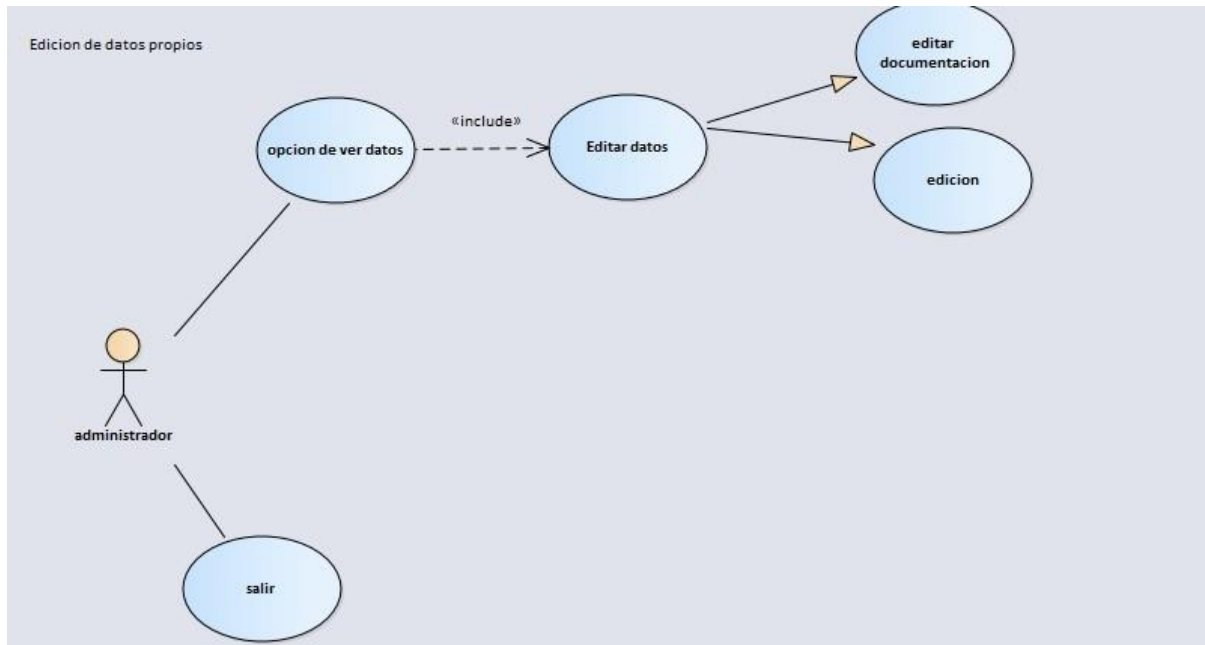 Edicion de datos propios
editar
documentacion
«include»
opcion de ver datos
Editar datos
edicion
administrador
salir